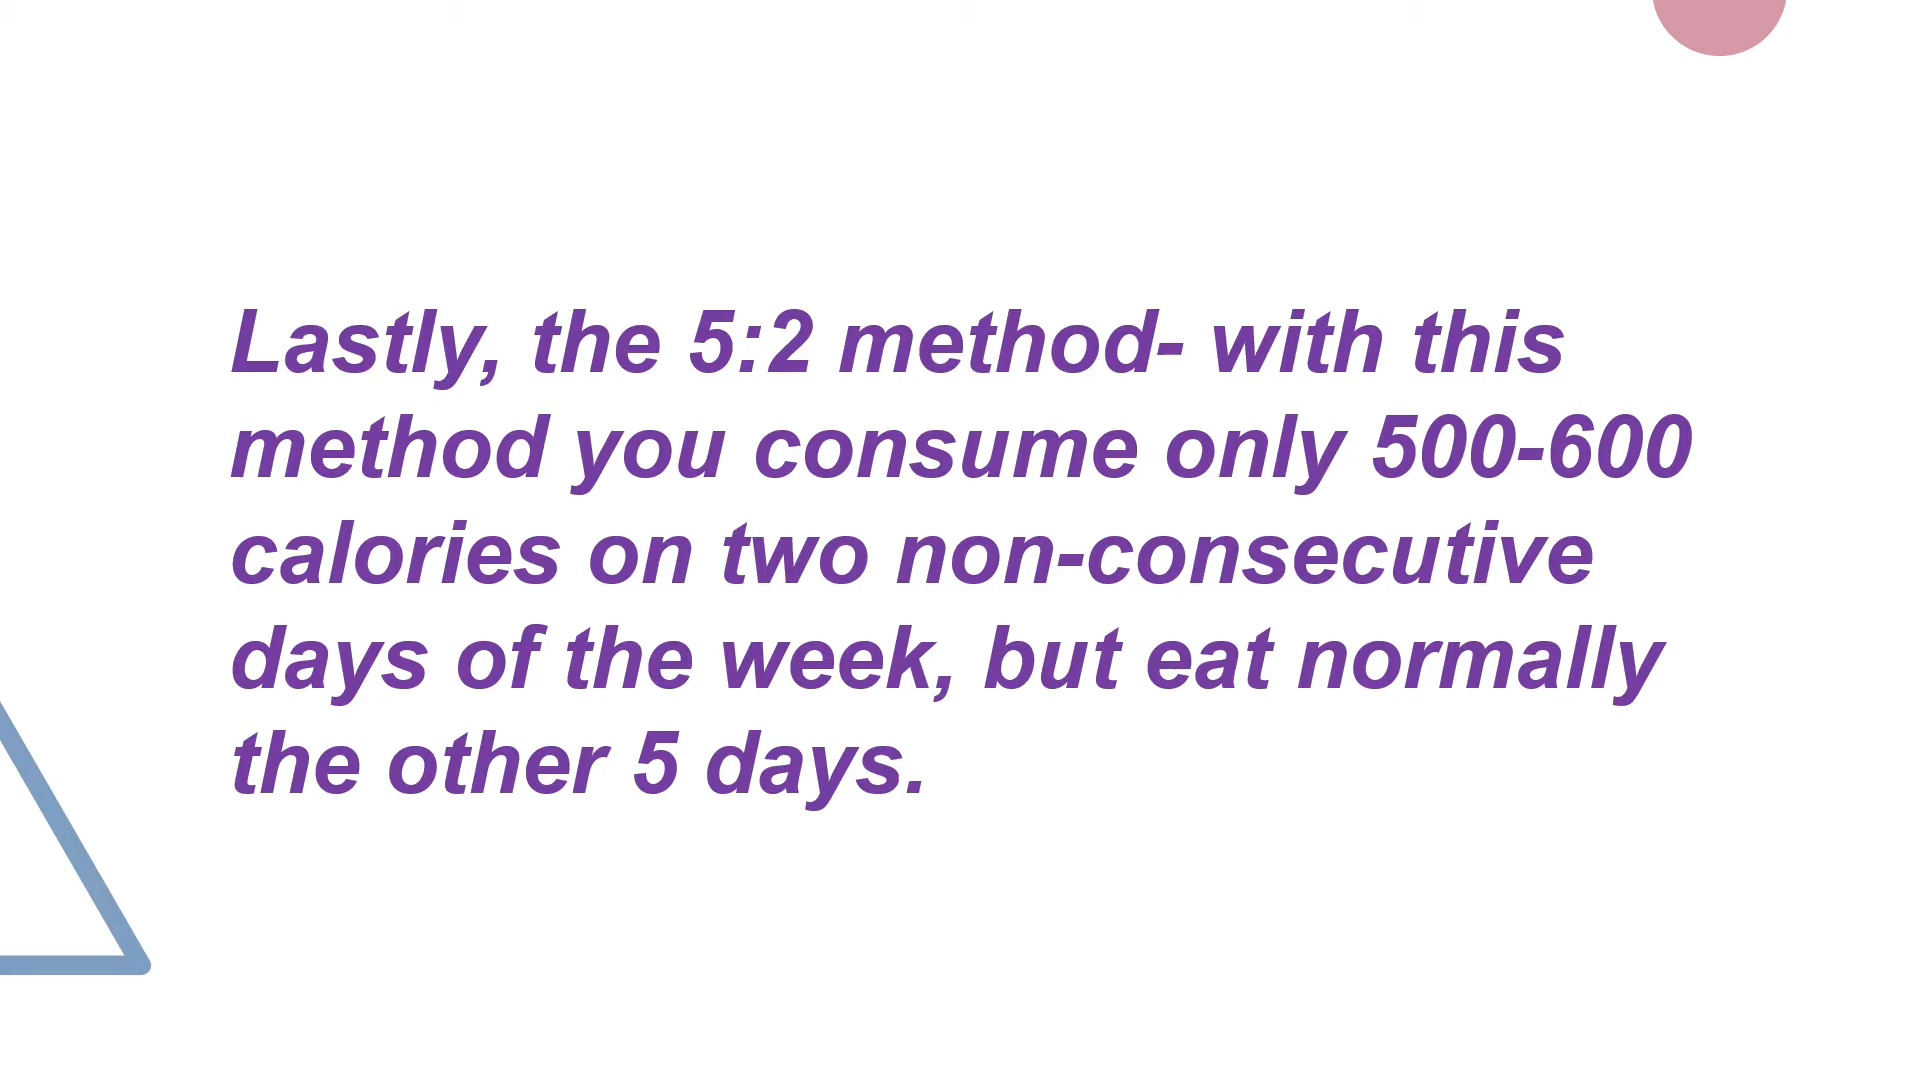 Lastly, the 5:2 method- with this
method you consume only 500-600
calories on two non-consecutive
days of the week, but eat normally
the other 5 days.